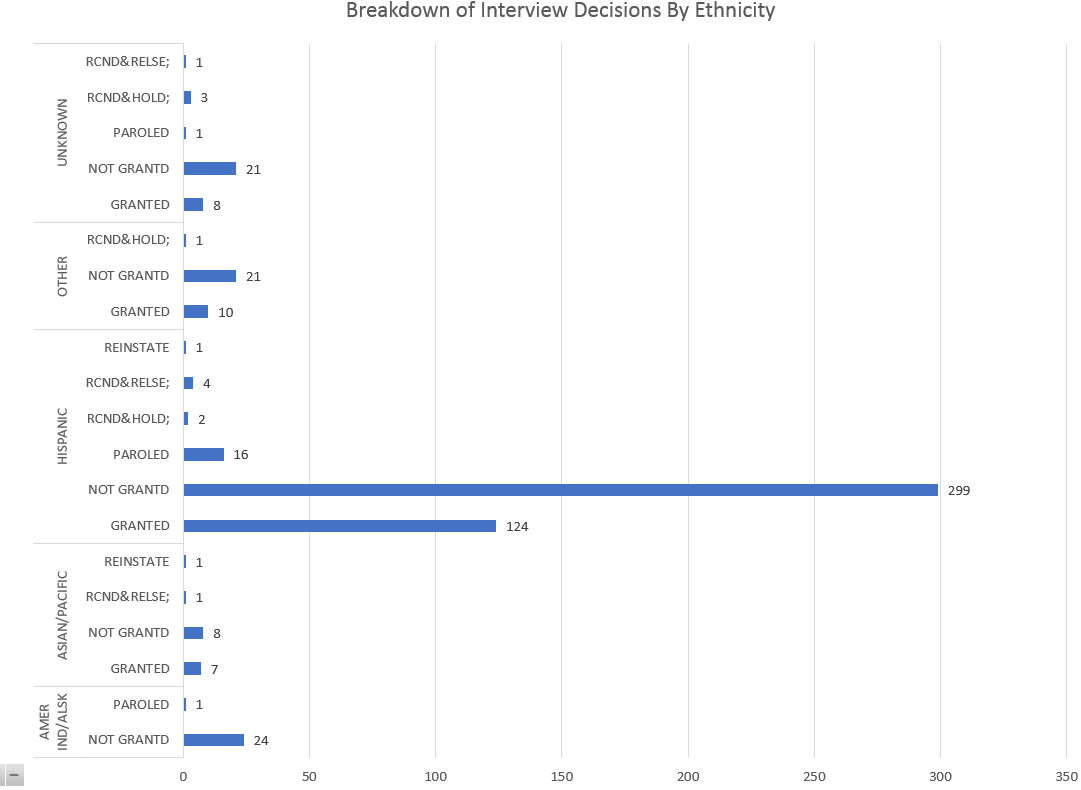 Breakdown of Interview Decisions By Ethnicity
UNKNOWN
RCND&RELSE; 1
RCND&HOLD; 3
PAROLED 1
NOT GRANTD 21
GRANTED 8
OTHER
RCND&HOLD; 1
NOT GRANTD 21
GRANTED 10
HISPANIC
REINSTATE 1
RCND&RELSE; 4
RCND&HOLD; 2
PAROLED 16
NOT GRANTD 299
GRANTED 124
ASIAN/PACIFIC
REINSTATE 1
RCND&RELSE; 1
NOT GRANTD 8
GRANTED 7
AMER
IND/ALSK
PAROLED 1
NOT GRANTD 24
0 50 100 150 200 250 300 350